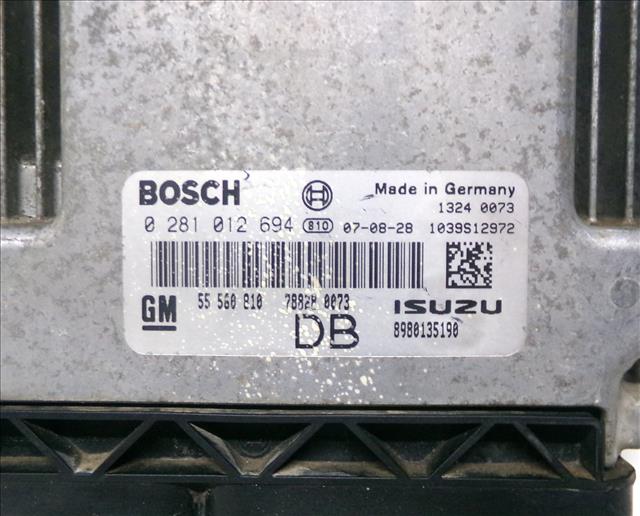 BOSCH Made in Germany
1324 0073
0 281 012 694 810 07-08-28 1039S12972
GM 55 560 810 0073 ISUZU
DB 8980135190